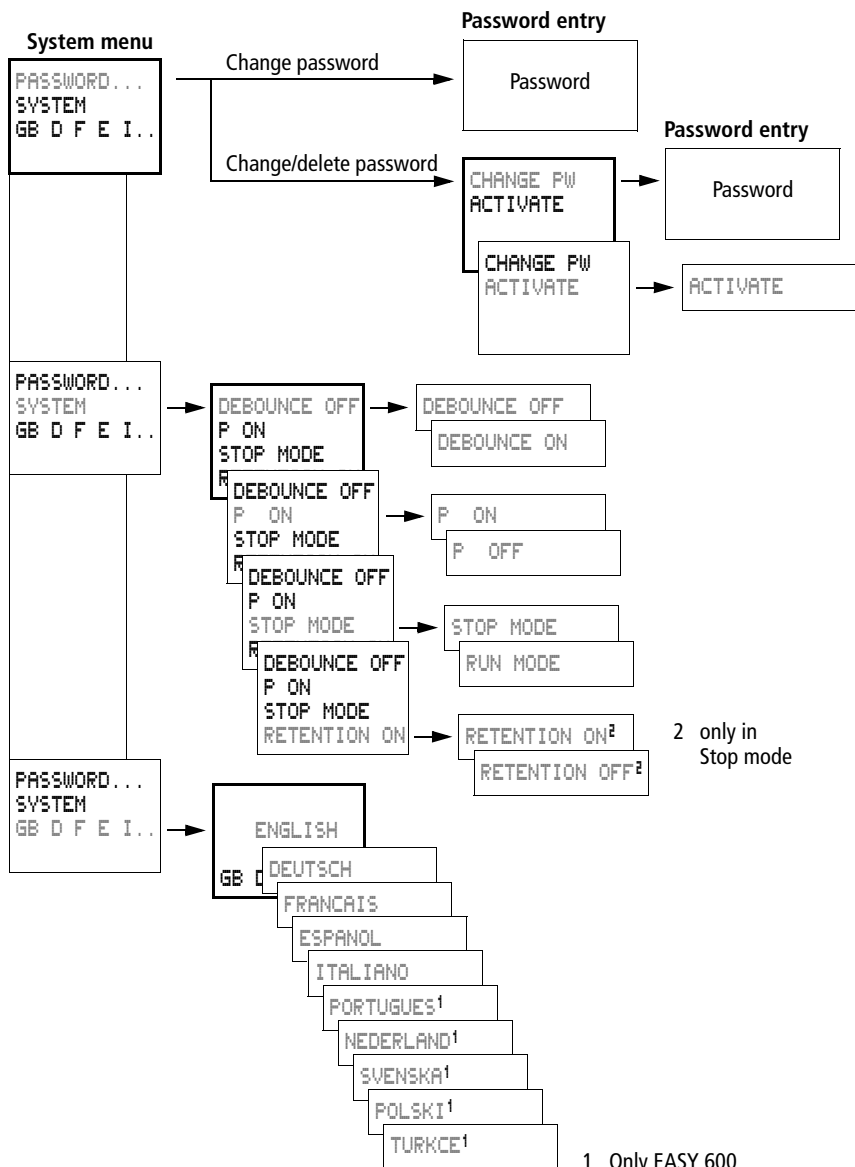 Password entry
System menu
Change password
Password
PASSWORD...
SYSTEM
GB D F E I..
Password entry
Change/delete password
CHANGE PW
ACTIVATE
Password
CHANGE PW
ACTIVATE
ACTIVATE
PASSWORD...
SYSTEM
GB D F E I..
DEBOUNCE OFF
P ON
STOP MODE
R
DEBOUNCE OFF
DEBOUNCE ON
DEBOUNCE OFF
P ON
STOP MODE
R
P ON
P OFF
DEBOUNCE OFF
P ON
STOP MODE
R
STOP MODE
RUN MODE
DEBOUNCE OFF
P ON
STOP MODE
RETENTION ON
RETENTION ON²
RETENTION OFF²
2 only in
Stop mode
PASSWORD...
SYSTEM
GB D F E I..
ENGLISH
GB D
DEUTSCH
FRANCAIS
ESPANOL
ITALIANO
PORTUGUES¹
NEDERLAND¹
SVENSKA¹
POLSKI¹
TURKCE¹
1 Only EASY 600